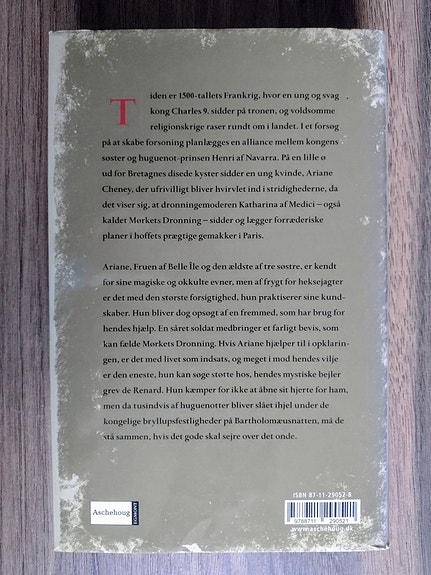 Tiden er 1500-tallets Frankrig, hvor en ung og svag
kong Charles 9. sidder på tronen, og voldsomme
religionskrige raser rundt om i landet. I et forsøg
på at skabe forsoning planlægges en alliance mellem kongens
søster og huguenot-prinsen Henri af Navarra. På en lille ø
ud for Bretagnes disede kyster sidder en ung kvinde, Ariane
Cheney, der ufrivilligt bliver hvirvlet ind i stridighederne, da
det viser sig, at dronningemoderen Katharina af Medici – også
kaldet Mørkets Dronning – sidder og lægger forræderiske
planer i hoffets prægtige gemakker i Paris.
Ariane, Fruen af Belle Île og den ældste af tre søstre, er kendt
for sine magiske og okkulte evner, men af frygt for heksejagter
er det med den største forsigtighed, hun praktiserer sine kund-
skaber. Hun bliver dog opsøgt af en fremmed, som har brug for
hendes hjælp. En såret soldat medbringer et farligt bevis, som
kan fælde Mørkets Dronning. Hvis Ariane hjælper til i opklarin-
gen, er det med livet som indsats, og meget i mod hendes vilje
er der den eneste, hun kan søge støtte hos, hendes mystiske bejler
grev de Renard. Hun kæmper for ikke at åbne sit hjerte for ham,
men da tusindvis af huguenotter bliver slået ihjel under de
kongelige bryllupsfestligheder på Bartholomæusnatten, må de
stå sammen, hvis det gode skal sejre over det onde.
ISBN 87-11-29052-8
9788711 290521
www.aschehoug.dk
Aschehoug
EGMONT